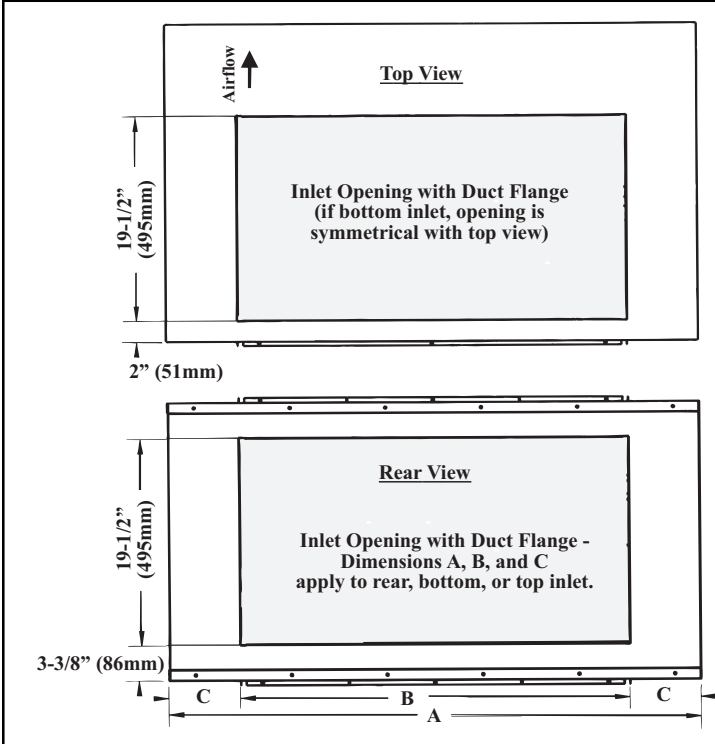 Airflow
Top View
19-1/2”
(495mm)
Inlet Opening with Duct Flange
(if bottom inlet, opening is
symmetrical with top view)
2” (51mm)
Rear View
19-1/2”
(495mm)
Inlet Opening with Duct Flange -
Dimensions A, B, and C
apply to rear, bottom, or top inlet.
3-3/8” (86mm)
C
B
C
A